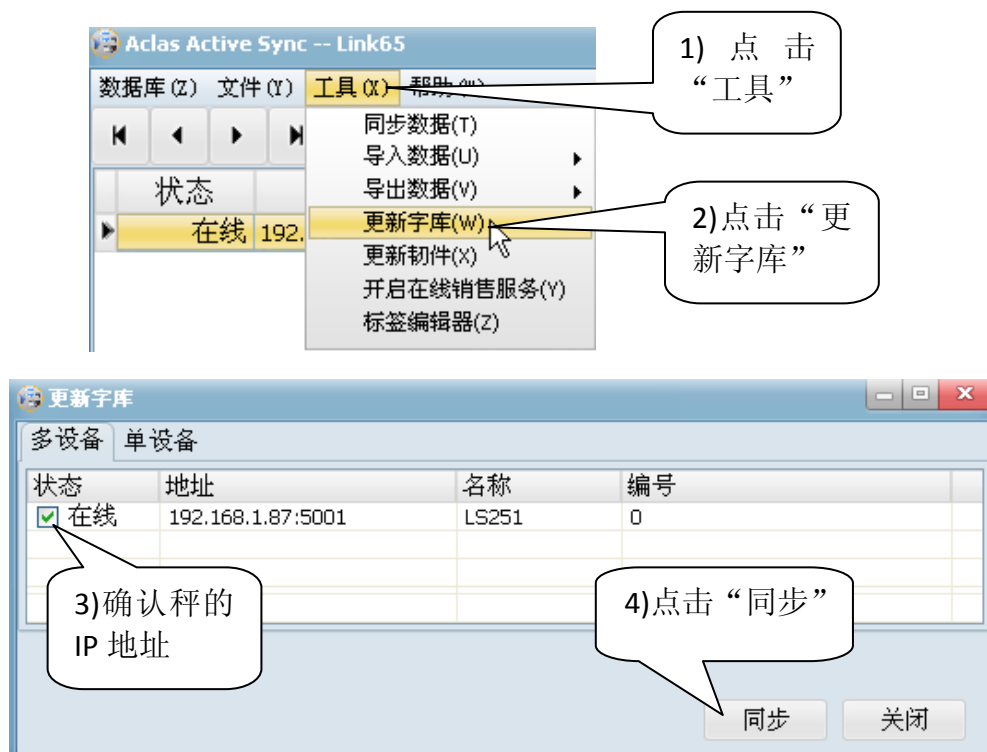 Aclas Active Sync -- Link65
1) 点 击
“工具”
数据库(Z) 文件(Y) 工具(X) 帮助
同步数据(T)
导入数据(U)
导出数据(V)
更新字库(W)
更新韧件(X)
开启在线销售服务(Y)
标签编辑器(Z)
状态
在线 192.
2)点击“更
新字库”
更新字库
多设备 单设备
状态 地址 名称 编号
在线 192.168.1.87:5001 LS251 0
3)确认秤的
IP 地址
4)点击“同步”
同步 关闭